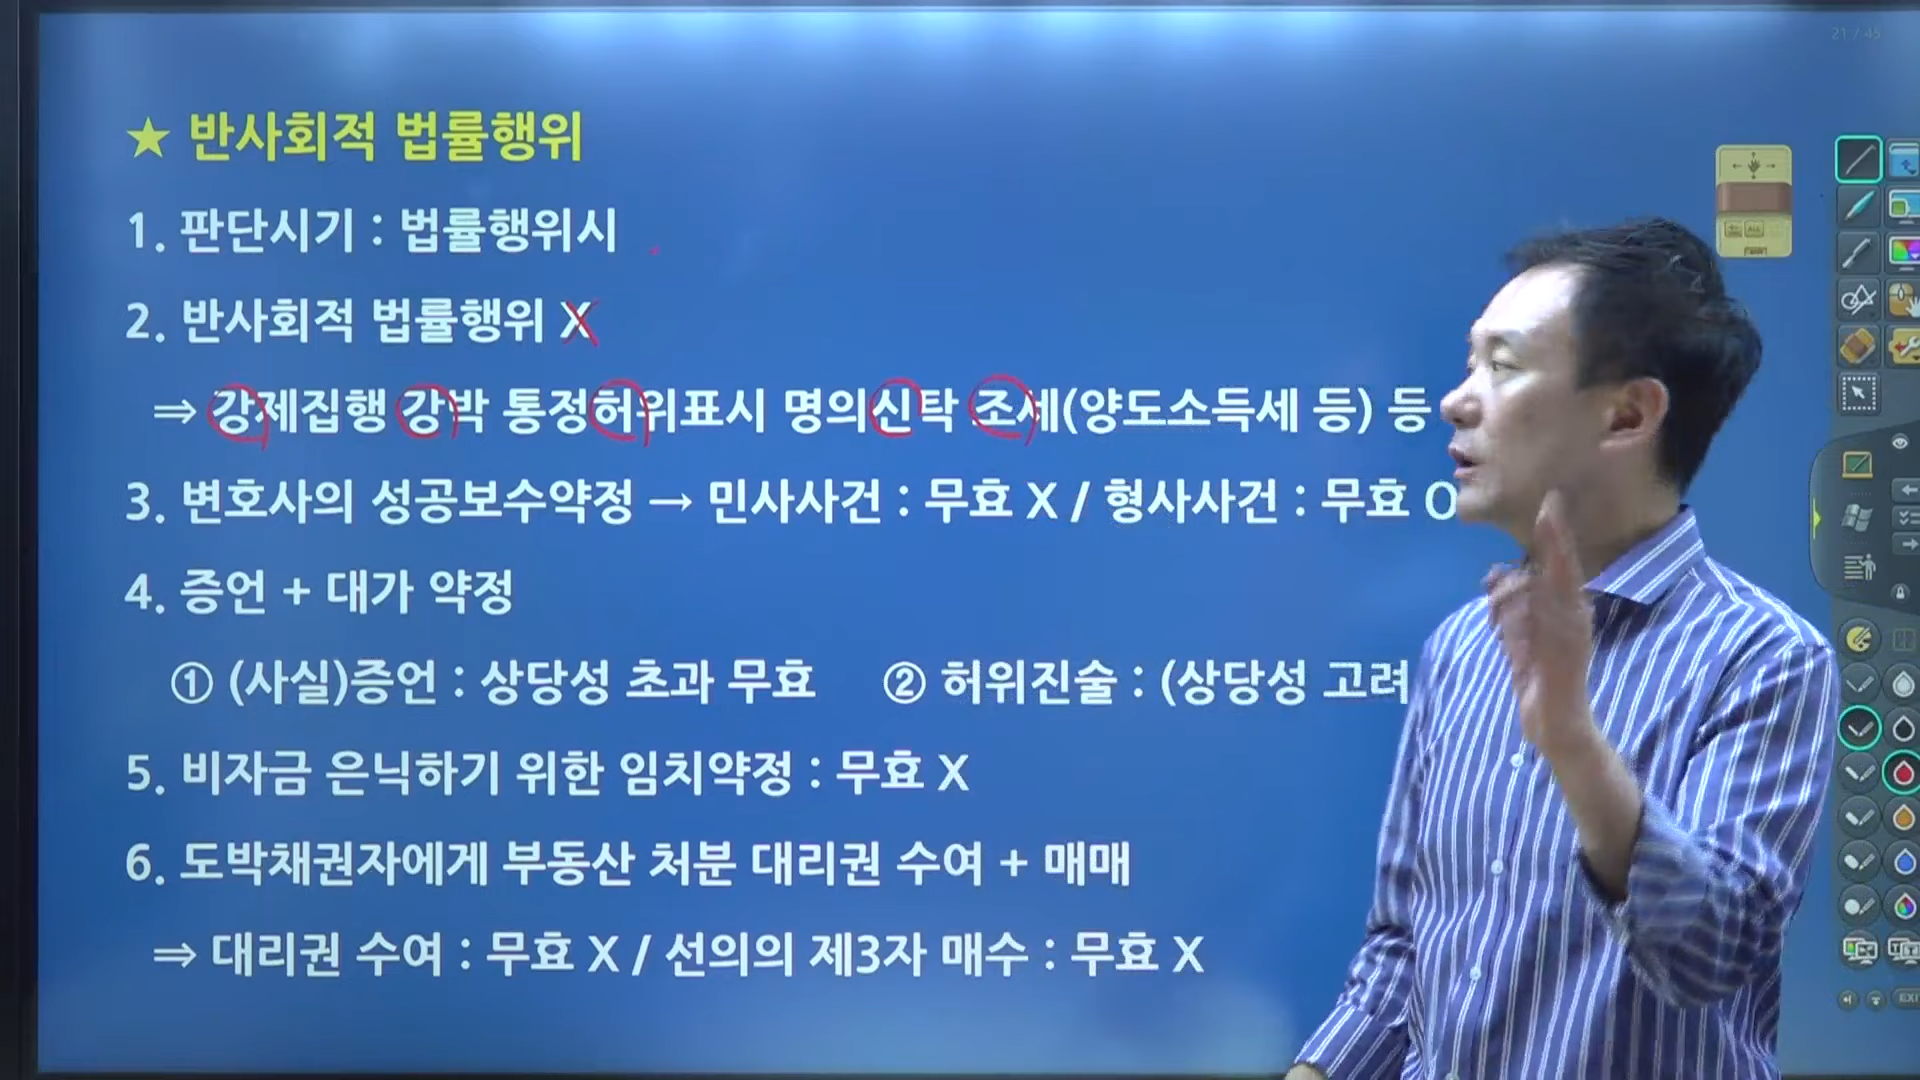 21 / 45
★ 반사회적 법률행위
1. 판단시기 : 법률행위시
2. 반사회적 법률행위 X
⇒ 강제집행 강박 통정허위표시 명의신탁 조세(양도소득세 등) 등
3. 변호사의 성공보수약정 → 민사사건 : 무효 X / 형사사건 : 무효 O
4. 증언 + 대가 약정
① (사실)증언 : 상당성 초과 무효 ② 허위진술 : (상당성 고려
5. 비자금 은닉하기 위한 임치약정 : 무효 X
6. 도박채권자에게 부동산 처분 대리권 수여 + 매매
⇒ 대리권 수여 : 무효 X / 선의의 제3자 매수 : 무효 X